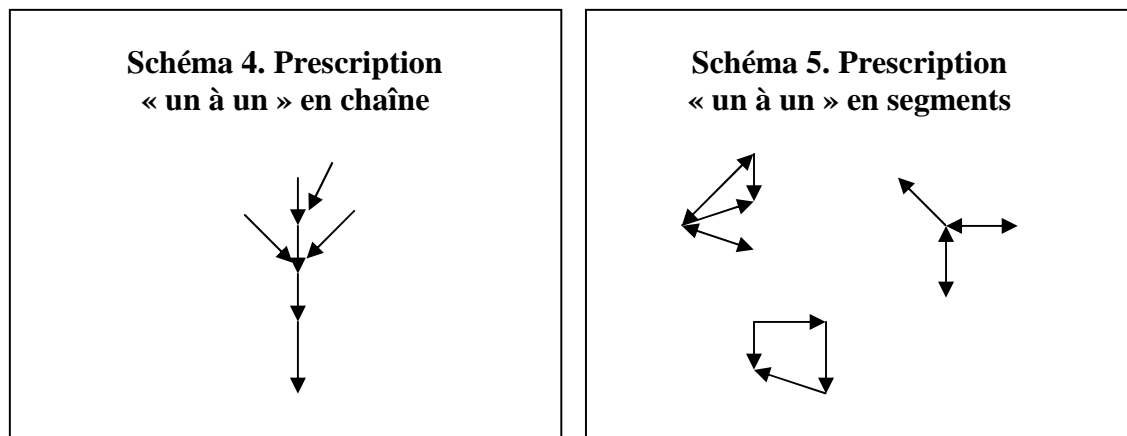 Schéma 4. Prescription
« un à un » en chaîne
Schéma 5. Prescription
« un à un » en segments